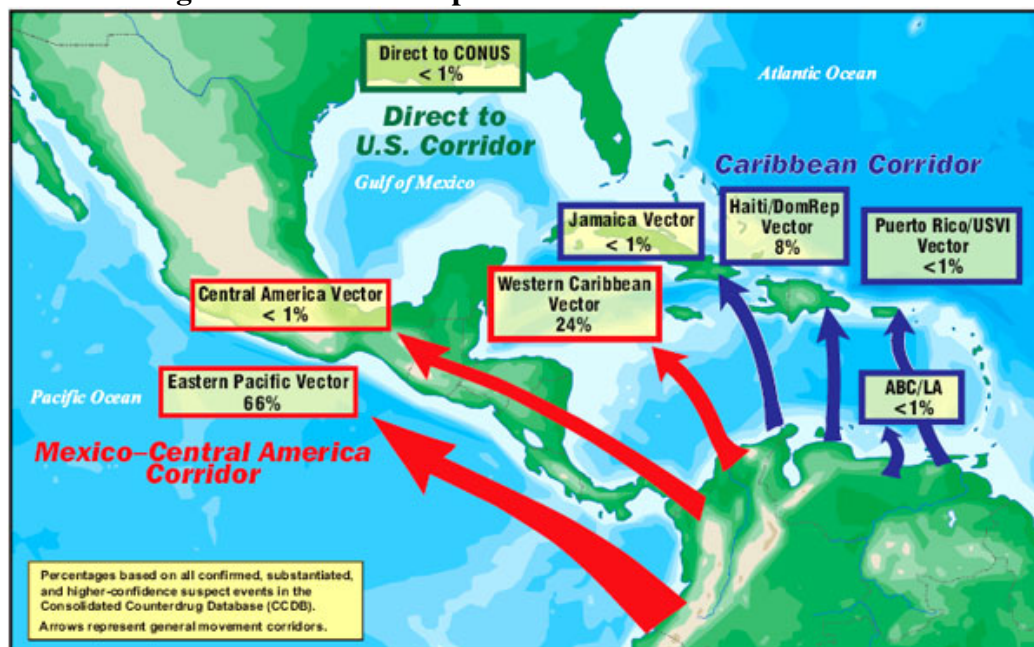 Direct to CONUS
< 1%
Direct to
U.S. Corridor
Gulf of Mexico
Atlantic Ocean
Caribbean Corridor
Jamaica Vector
< 1%
Haiti/DomRep
Vector
8%
Puerto Rico/USVI
Vector
<1%
Central America Vector
< 1%
Western Caribbean
Vector
24%
Eastern Pacific Vector
66%
Pacific Ocean
ABC/LA
<1%
Mexico–Central America
Corridor
Percentages based on all confirmed, substantiated,
and higher-confidence suspect events in the
Consolidated Counterdrug Database (CCDB).
Arrows represent general movement corridors.